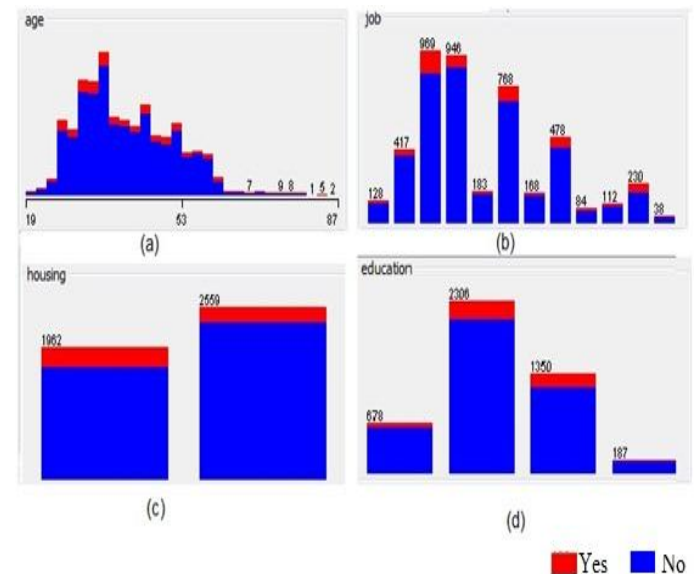 age
7 9 8 1 5 2
19 53 87
(a)
job
128 417 969 946 183 768 168 478 84 112 230 38
(b)
housing
1962 2559
(c)
education
678 2306 1350 187
(d)
Yes No